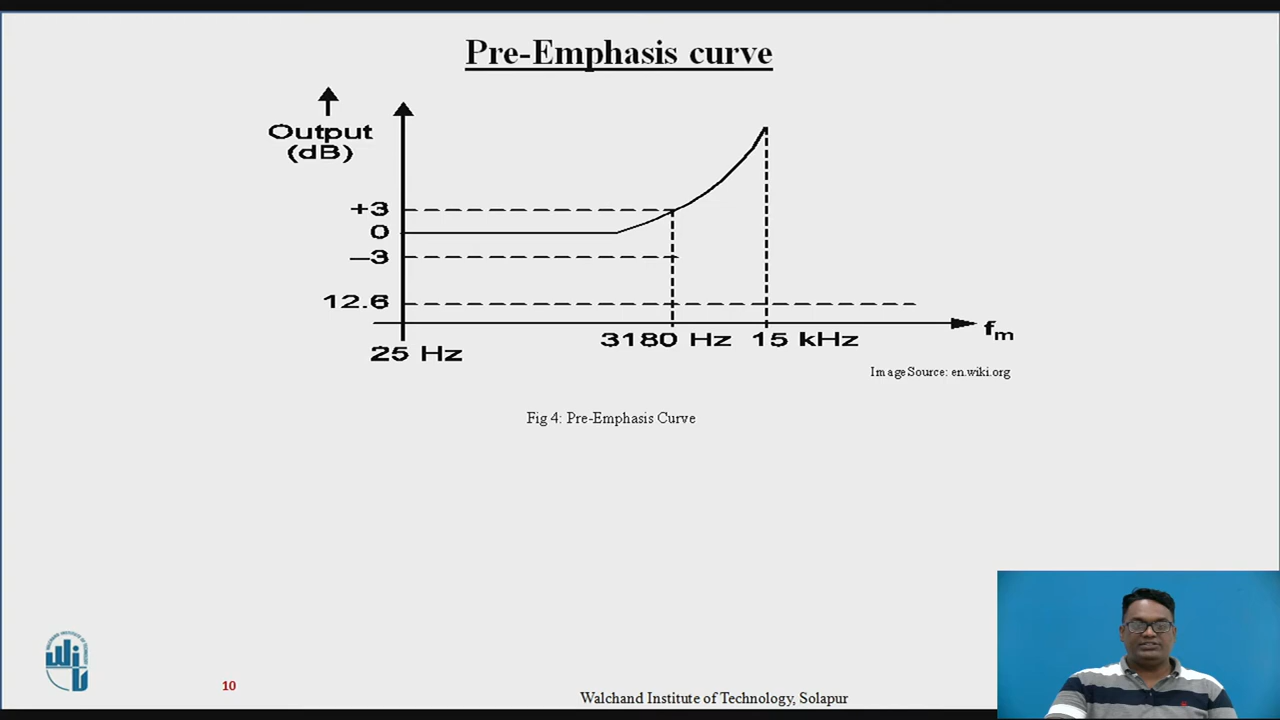 Pre-Emphasis curve
Output
(dB)
+3
0
−3
12.6
25 Hz
3180 Hz
15 kHz
fm
Image Source: en.wiki.org
Fig 4: Pre-Emphasis Curve
WIT
10
Walchand Institute of Technology, Solapur